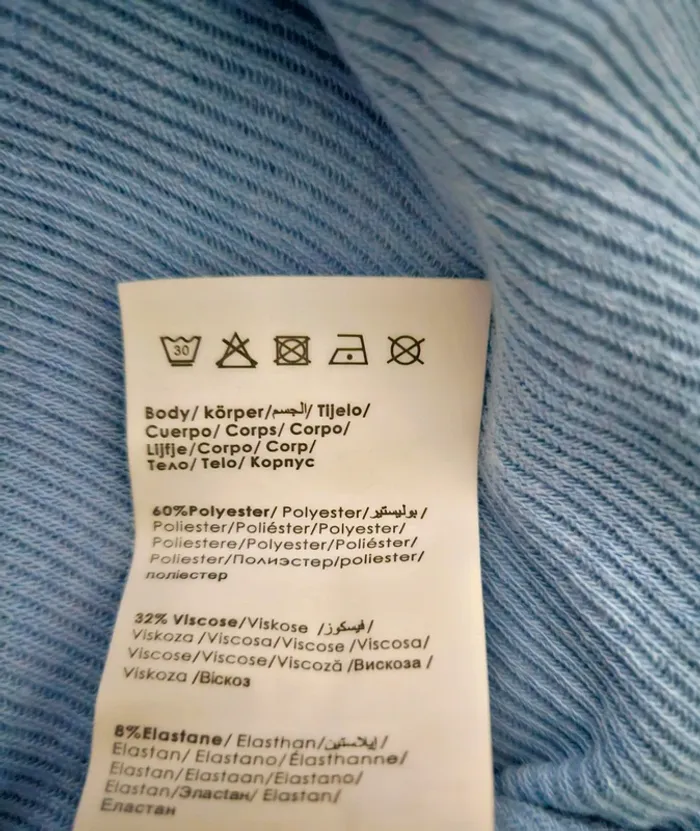 30
Body/ körper/الجسم/ Tijelo/
Cuerpo/ Corps/ Corpo/
Lijfje/Corpo/ Corp/
Тело/ Telo/ Корпус
60%Polyester/ Polyester/بوليستير/
Poliester/Poliéster/Polyester/
Poliestere/Polyester/Poliéster/
Poliester/Полиэстер/poliester/
поліестер
32% Viscose/Viskose /فيسكوز/
Viskoza /Viscosa/Viscose /Viscosa/
Viscose/Viscose/Viscoză /Вискоза /
Viskoza /Віскоз
8%Elastane/ Elasthan/إيلاستين/
Elastan/ Elastano/Élasthanne/
Elastan/Elastaan/Elastano/
Elastan/Эластан/ Elastan/
Еластан